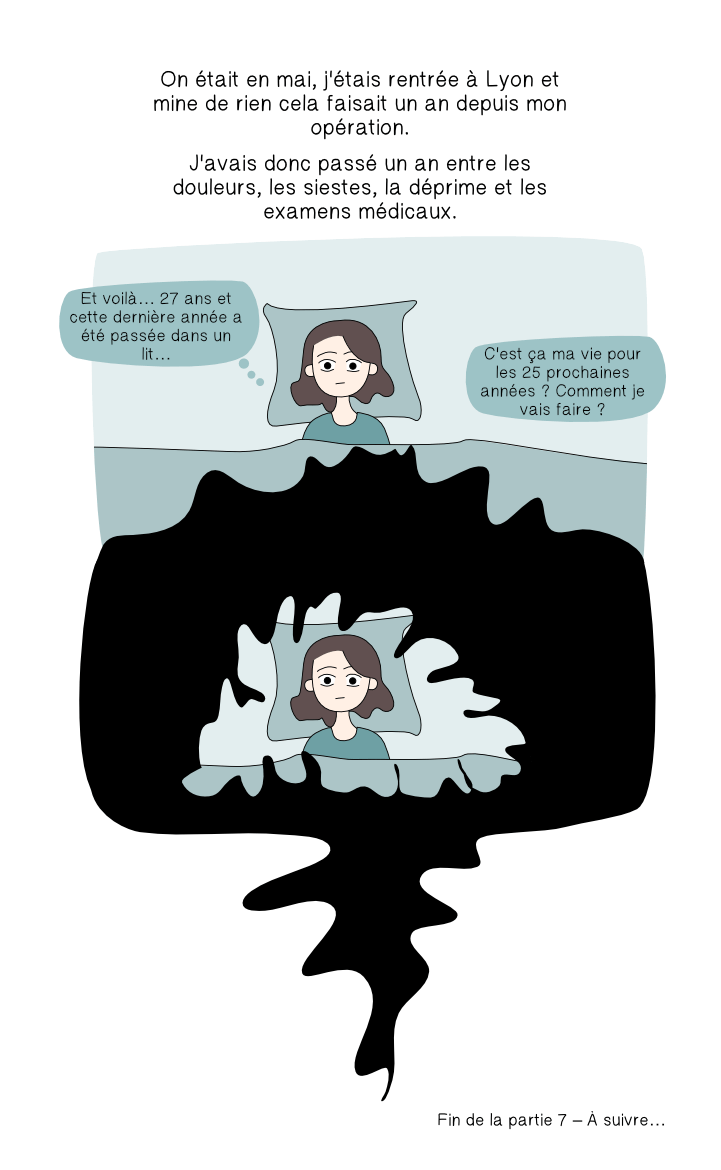 On était en mai, j'étais rentrée à Lyon et
mine de rien cela faisait un an depuis mon
opération.
J'avais donc passé un an entre les
douleurs, les siestes, la déprime et les
examens médicaux.
Et voilà... 27 ans et
cette dernière année a
été passée dans un
lit...
C'est ça ma vie pour
les 25 prochaines
années ? Comment je
vais faire ?
Fin de la partie 7 – À suivre...